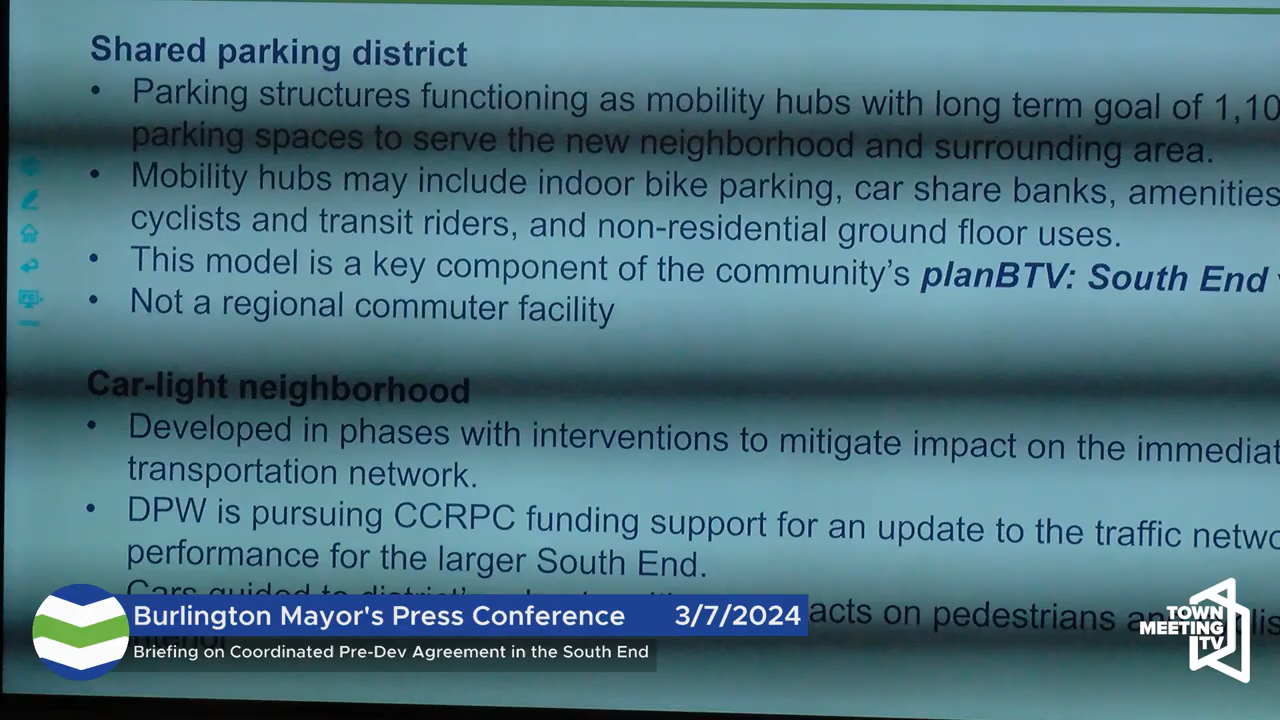 Shared parking district
• Parking structures functioning as mobility hubs with long term goal of 1,10
parking spaces to serve the new neighborhood and surrounding area.
• Mobility hubs may include indoor bike parking, car share banks, amenities
cyclists and transit riders, and non-residential ground floor uses.
• This model is a key component of the community's planBTV: South End
• Not a regional commuter facility
Car-light neighborhood
• Developed in phases with interventions to mitigate impact on the immediat
transportation network.
• DPW is pursuing CCRPC funding support for an update to the traffic netwo
performance for the larger South End.
Cars guided to district's acts on pedestrians
Burlington Mayor's Press Conference 3/7/2024
Briefing on Coordinated Pre-Dev Agreement in the South End
TOWN
MEETING
TV